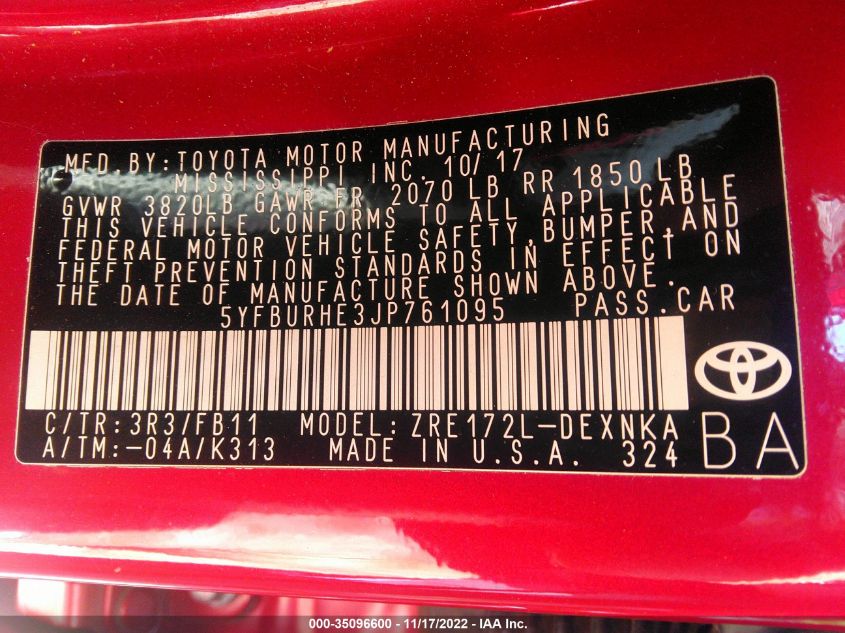 MFD.BY:TOYOTA MOTOR MANUFACTURING
MISSISSIPPI INC. 10/17
GVWR 3820LB GAWR FR 2070 LB RR 1850 LB
THIS VEHICLE CONFORMS TO ALL APPLICABLE
FEDERAL MOTOR VEHICLE SAFETY,BUMPER,AND
THEFT PREVENTION STANDARDS IN EFFECT ON
THE DATE OF MANUFACTURE SHOWN ABOVE.
5YFBURHE3JP761095 PASS.CAR
C/TR:3R3/FB11 MODEL:ZRE172L-DEXNKA
A/TM:-04A/K313 MADE IN U.S.A. 324
BA
000-35096600 - 11/17/2022 - IAA Inc.